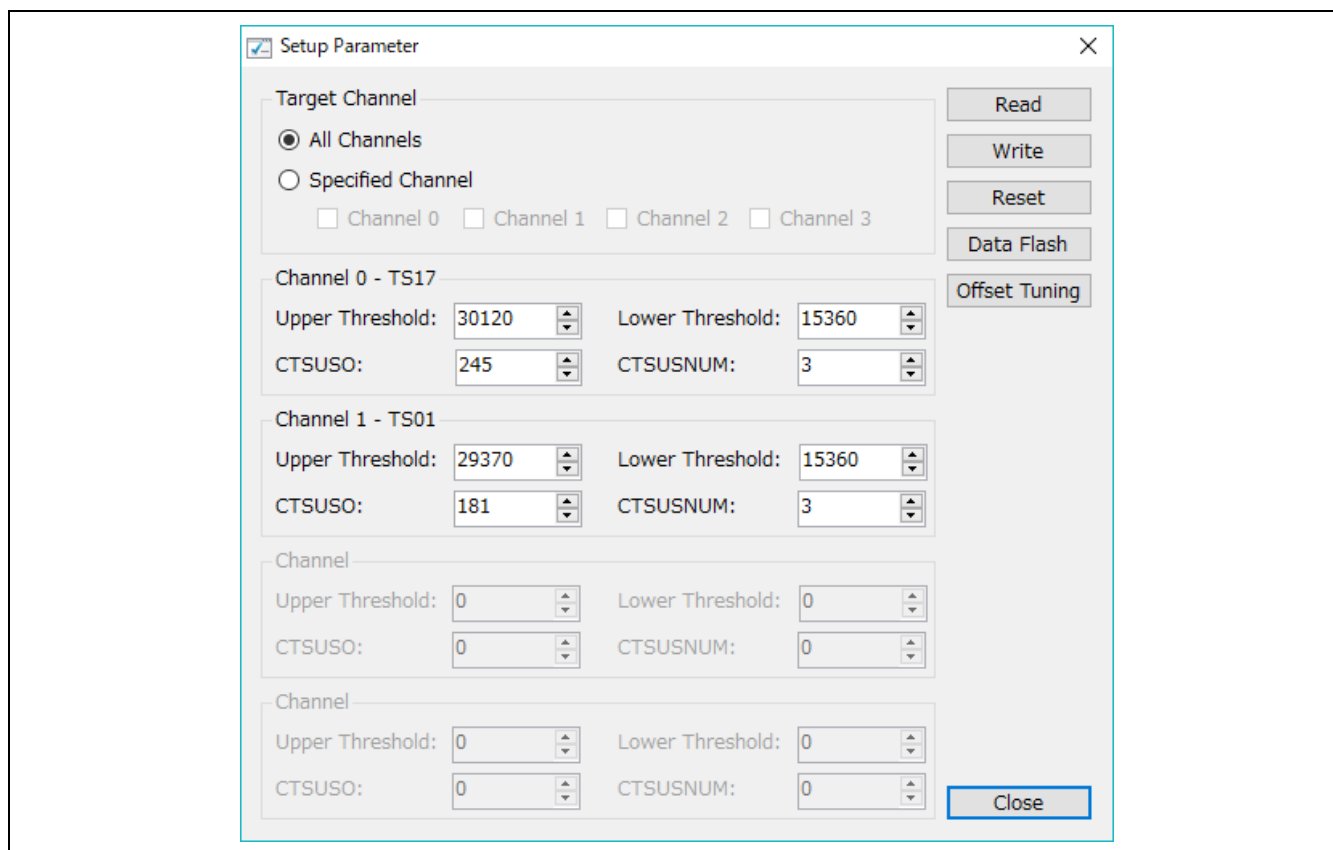 Setup Parameter
Target Channel
Read
All Channels
Write
Specified Channel
Reset
Channel 0 Channel 1 Channel 2 Channel 3
Data Flash
Channel 0 - TS17
Offset Tuning
Upper Threshold: 30120 Lower Threshold: 15360
CTSUSO: 245 CTSUSNUM: 3
Channel 1 - TS01
Upper Threshold: 29370 Lower Threshold: 15360
CTSUSO: 181 CTSUSNUM: 3
Channel
Upper Threshold: 0 Lower Threshold: 0
CTSUSO: 0 CTSUSNUM: 0
Channel
Upper Threshold: 0 Lower Threshold: 0
CTSUSO: 0 CTSUSNUM: 0
Close